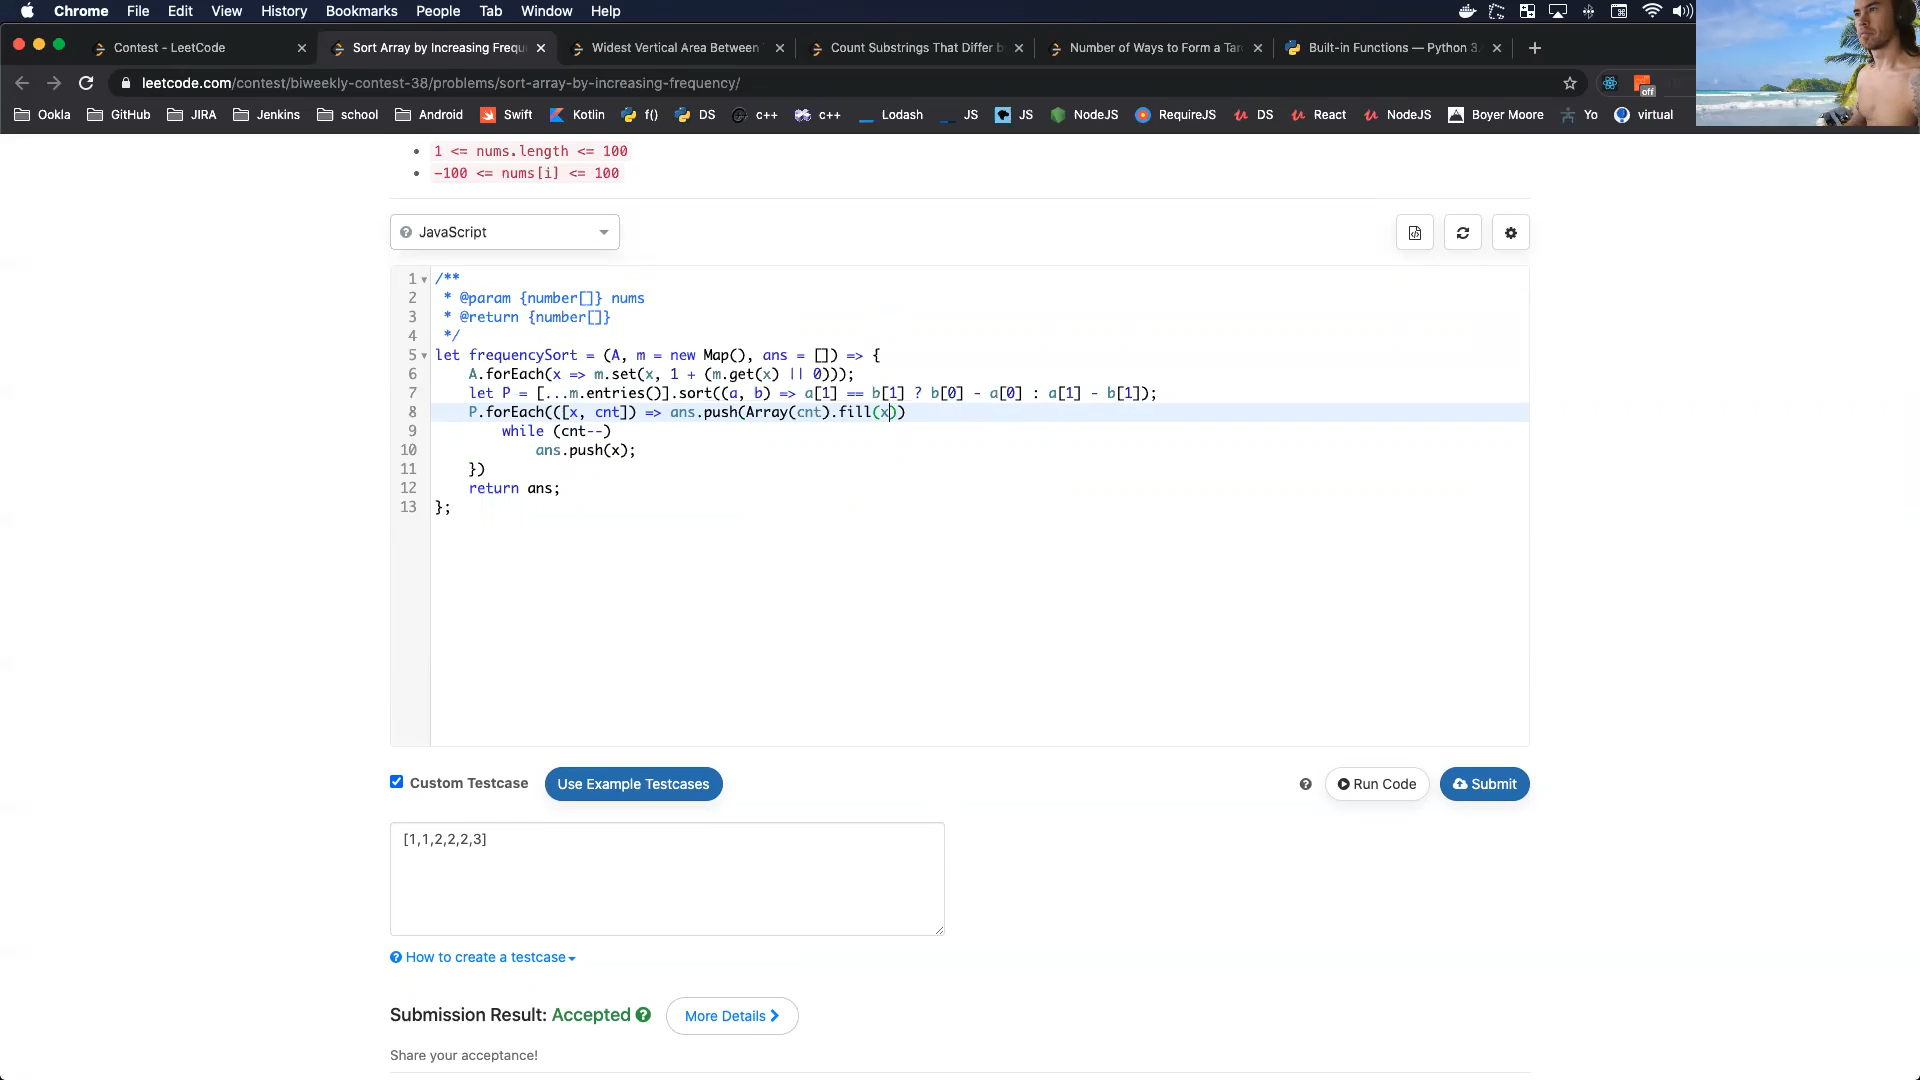 Chrome File Edit View History Bookmarks People Tab Window Help
Contest - LeetCode
Sort Array by Increasing Frequ
Widest Vertical Area Between
Count Substrings That Differ b
Number of Ways to Form a Tar
Built-in Functions — Python 3.
leetcode.com/contest/biweekly-contest-38/problems/sort-array-by-increasing-frequency/
off
Ookla GitHub JIRA Jenkins school Android Swift Kotlin f() DS c++ c++ Lodash JS JS NodeJS RequireJS DS React NodeJS Boyer Moore Yo virtual
1 <= nums.length <= 100
-100 <= nums[i] <= 100
JavaScript
1 /**
2  * @param {number[]} nums
3  * @return {number[]}
4  */
5 let frequencySort = (A, m = new Map(), ans = []) => {
6     A.forEach(x => m.set(x, 1 + (m.get(x) || 0)));
7     let P = [...m.entries()].sort((a, b) => a[1] == b[1] ? b[0] - a[0] : a[1] - b[1]);
8     P.forEach(([x, cnt]) => ans.push(Array(cnt).fill(x))
9         while (cnt--)
10             ans.push(x);
11     })
12     return ans;
13 };
Custom Testcase
Use Example Testcases
Run Code
Submit
[1,1,2,2,2,3]
How to create a testcase
Submission Result: Accepted
More Details
Share your acceptance!